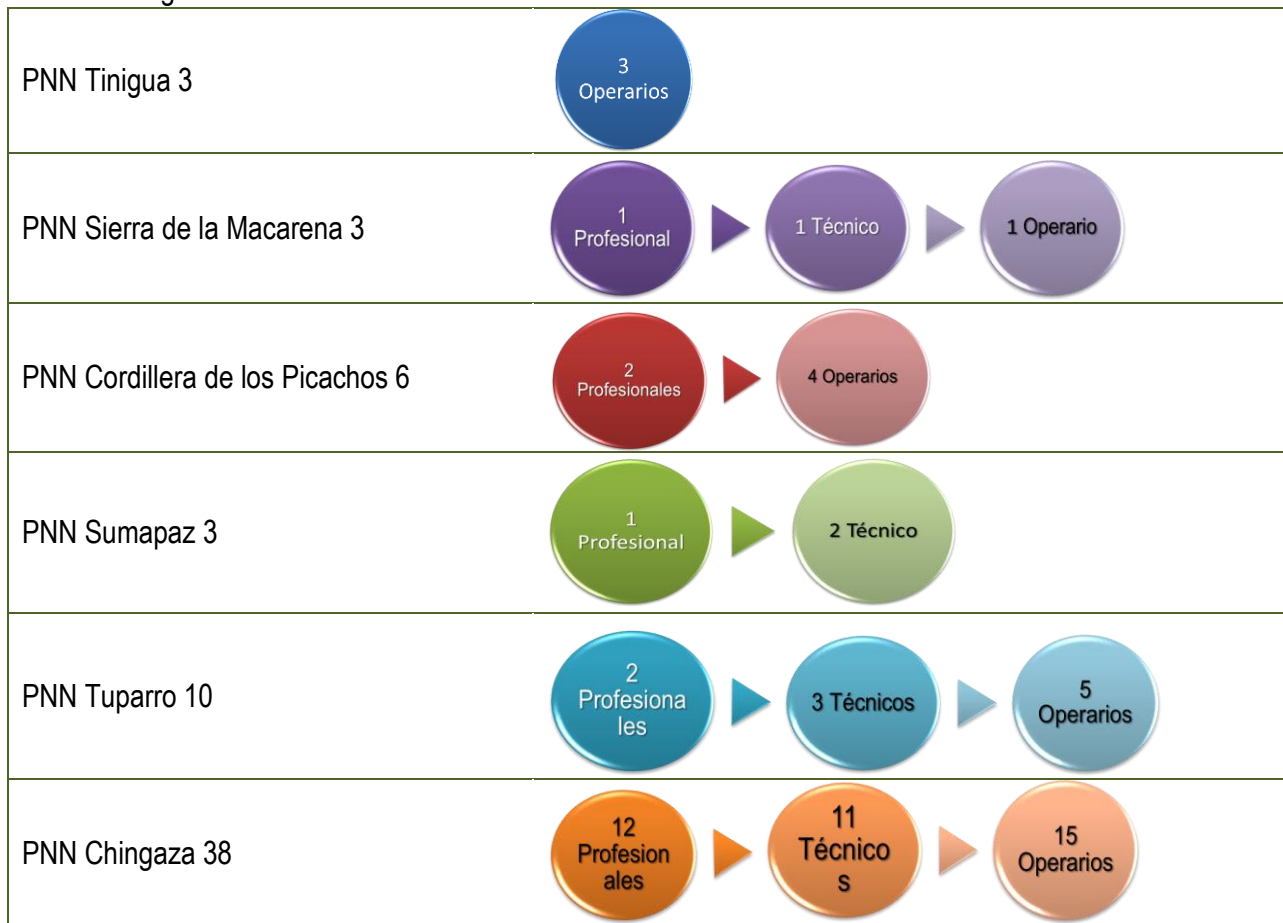 PNN Tinigua 3
3
Operarios
PNN Sierra de la Macarena 3
1
Profesional
1 Técnico
1 Operario
PNN Cordillera de los Picachos 6
2
Profesionales
4 Operarios
PNN Sumapaz 3
1
Profesional
2 Técnico
PNN Tuparro 10
2
Profesiona
les
3 Técnicos
5
Operarios
PNN Chingaza 38
12
Profesion
ales
11
Técnico
s
15
Operarios